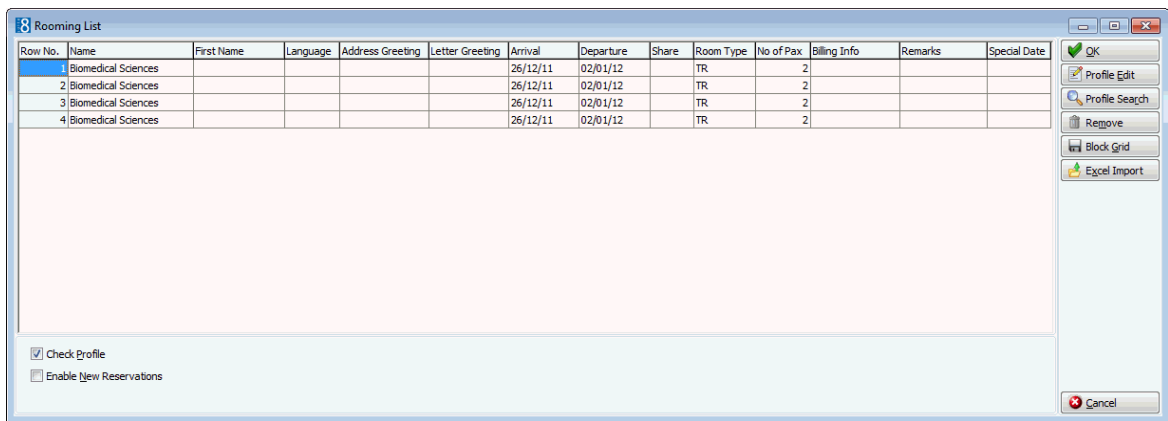 8 Rooming List
Row No. Name First Name Language Address Greeting Letter Greeting Arrival Departure Share Room Type No of Pax Billing Info Remarks Special Date
1 Biomedical Sciences 26/12/11 02/01/12 TR 2
2 Biomedical Sciences 26/12/11 02/01/12 TR 2
3 Biomedical Sciences 26/12/11 02/01/12 TR 2
4 Biomedical Sciences 26/12/11 02/01/12 TR 2
OK
Profile Edit
Profile Search
Remove
Block Grid
Excel Import
Check Profile
Enable New Reservations
Cancel